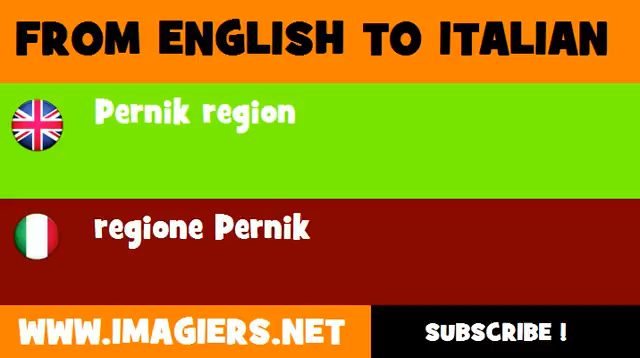 FROM ENGLISH TO ITALIAN
Pernik region
regione Pernik
WWW.IMAGIERS.NET
SUBSCRIBE !